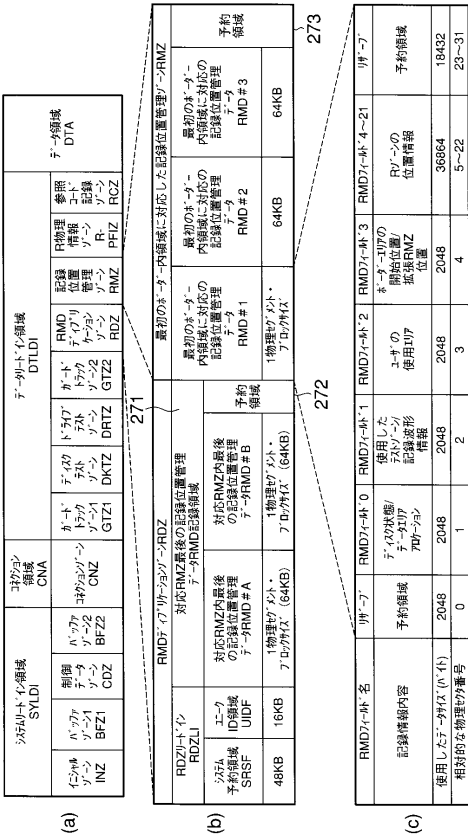 (a)
システムリードイン領域
SYLDI
コネクション
領域
CNA
データリードイン領域
DTLDI
データ領域
DTA
イニシャル
ゾーン
INZ
バッファ
ゾーン1
BFZ1
制御
データ
ゾーン
CDZ
バッファ
ゾーン2
BFZ2
コネクションゾーン
CNZ
ガード
トラック
ゾーン1
GTZ1
ディスク
テスト
ゾーン
DKTZ
ドライブ
テスト
ゾーン
DRTZ
ガード
トラック
ゾーン2
GTZ2
RMD
ディプリ
ケーション
ゾーン
RDZ
記録
位置
管理
ゾーン
RMZ
R物理
情報
ゾーン
R-
PFIZ
参照
コード
記録
ゾーン
RCZ
271
(b)
RMDディプリケーションゾーンRDZ
最初のボーダー内領域に対応した記録位置管理ゾーンRMZ
RDZリードイン
RDZLI
対応RMZ最後の記録位置管理
データRMD記録領域
システム
予約領域
SRSF
ユニーク
ID領域
UIDF
対応RMZ内最後
の記録位置管理
データRMD#A
対応RMZ内最後
の記録位置管理
データRMD#B
予約
領域
最初のボーダー
内領域に対応の
記録位置管理
データ
RMD#1
最初のボーダー
内領域に対応の
記録位置管理
データ
RMD#2
最初のボーダー
内領域に対応の
記録位置管理
データ
RMD#3
予約
領域
48KB
16KB
1物理セグメント・
ブロックサイズ(64KB)
1物理セグメント・
ブロックサイズ(64KB)
1物理セグメント・
ブロックサイズ
64KB
64KB
272
273
(c)
RMDフィールド名
リザーブ
RMDフィールド0
RMDフィールド1
RMDフィールド2
RMDフィールド3
RMDフィールド4~21
リザーブ
記録情報内容
予約領域
ディスク状態/
データエリア
アロケーション
使用した
テストゾーン/
記録波形
情報
ユーザの
使用エリア
ボーダーエリアの
開始位置/
拡張RMZ
位置
Rゾーンの
位置情報
予約領域
使用したデータサイズ(バイト)
2048
2048
2048
2048
2048
36864
18432
相対的な物理セクタ番号
0
1
2
3
4
5~22
23~31